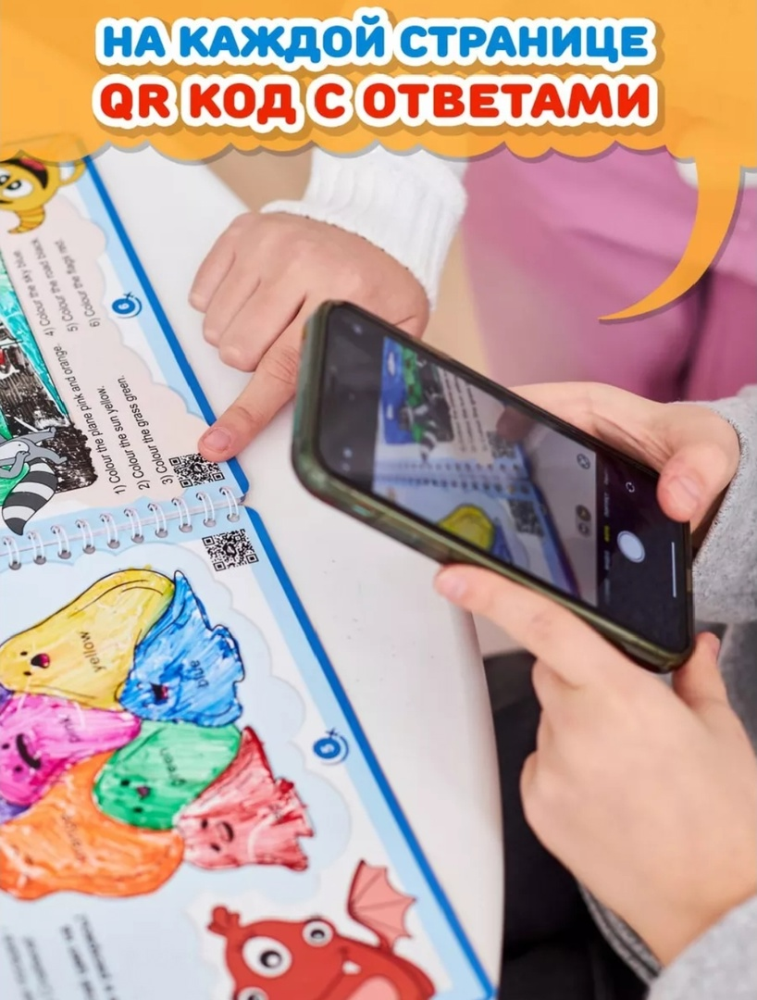 НА КАЖДОЙ СТРАНИЦЕ
QR КОД С ОТВЕТАМИ
1) Colour the plane pink and orange.
2) Colour the sun yellow.
3) Colour the grass green.
4) Colour the sky blue
5) Colour the road black
6) Colour the flags red.
yellow
blue
pink
green
orange